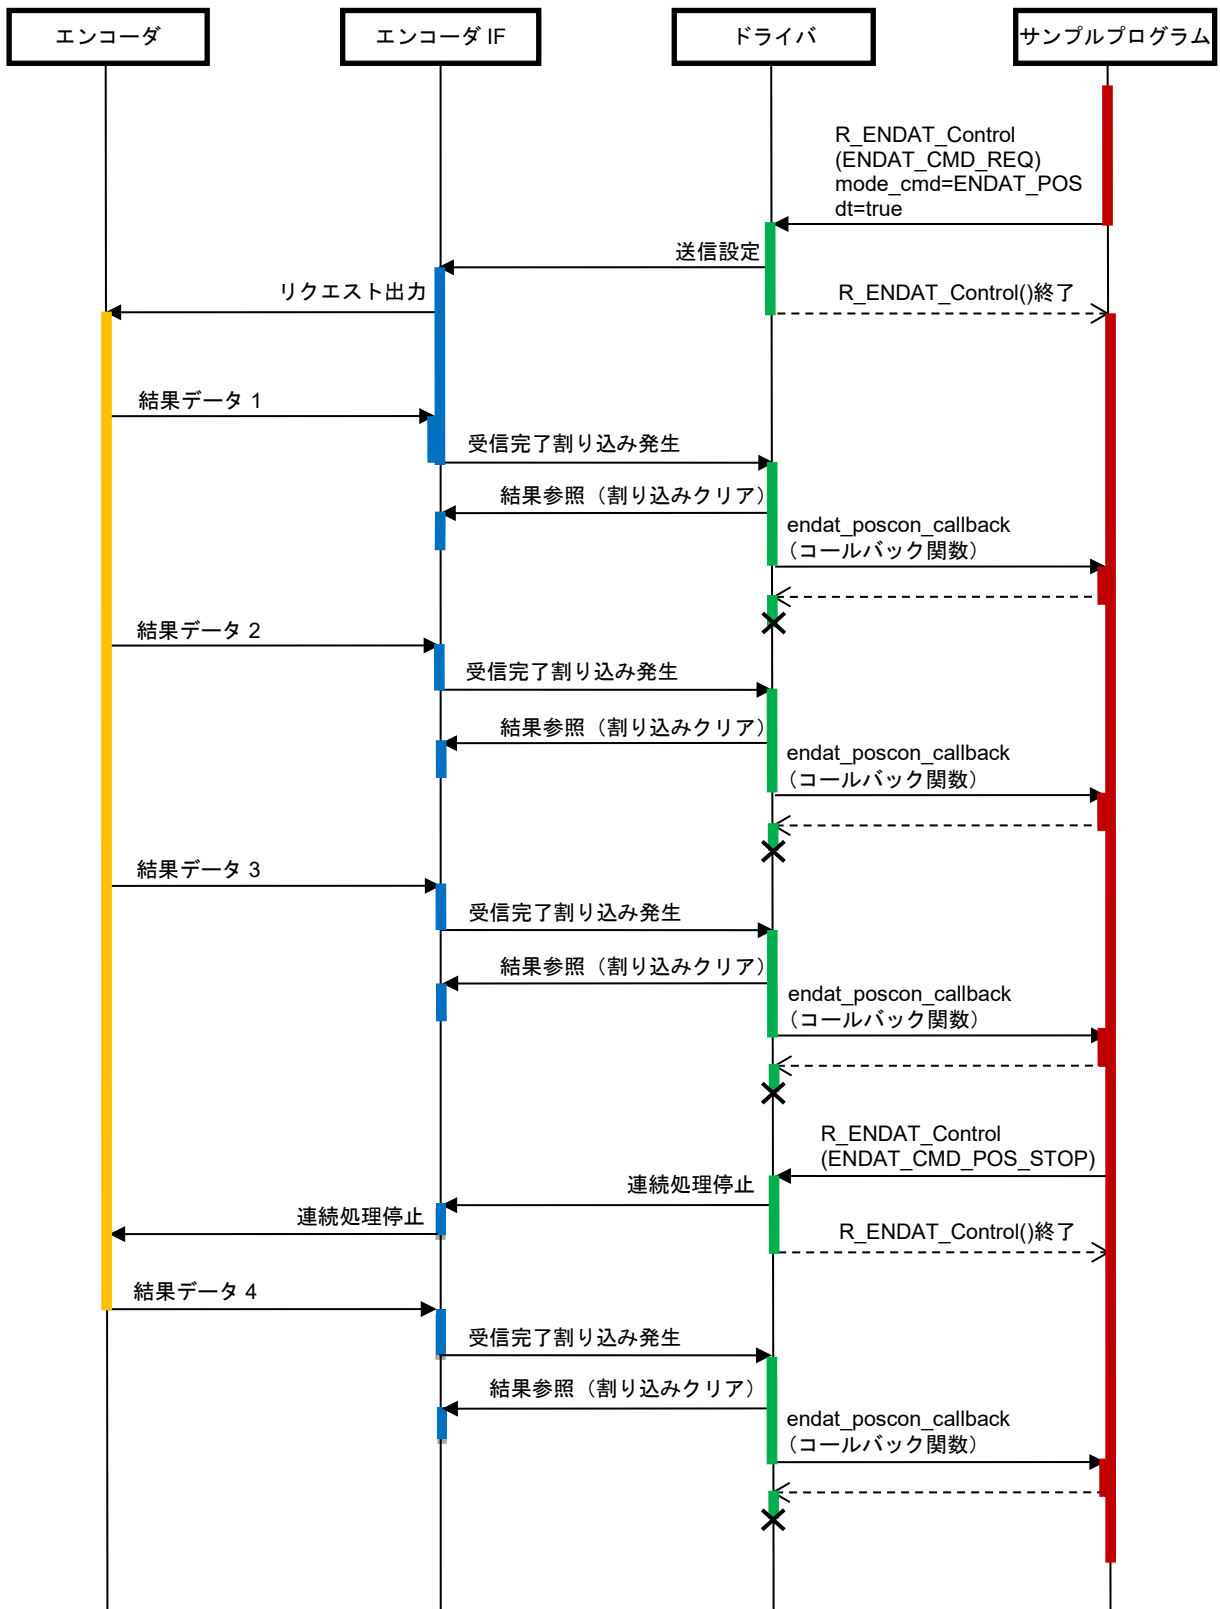 エンコーダ
エンコーダ IF
ドライバ
サンプルプログラム
R_ENDAT_Control
(ENDAT_CMD_REQ)
mode_cmd=ENDAT_POS
dt=true
送信設定
リクエスト出力
R_ENDAT_Control()終了
結果データ 1
受信完了割り込み発生
結果参照（割り込みクリア）
endat_poscon_callback
（コールバック関数）
結果データ 2
受信完了割り込み発生
結果参照（割り込みクリア）
endat_poscon_callback
（コールバック関数）
結果データ 3
受信完了割り込み発生
結果参照（割り込みクリア）
endat_poscon_callback
（コールバック関数）
R_ENDAT_Control
(ENDAT_CMD_POS_STOP)
連続処理停止
連続処理停止
R_ENDAT_Control()終了
結果データ 4
受信完了割り込み発生
結果参照（割り込みクリア）
endat_poscon_callback
（コールバック関数）